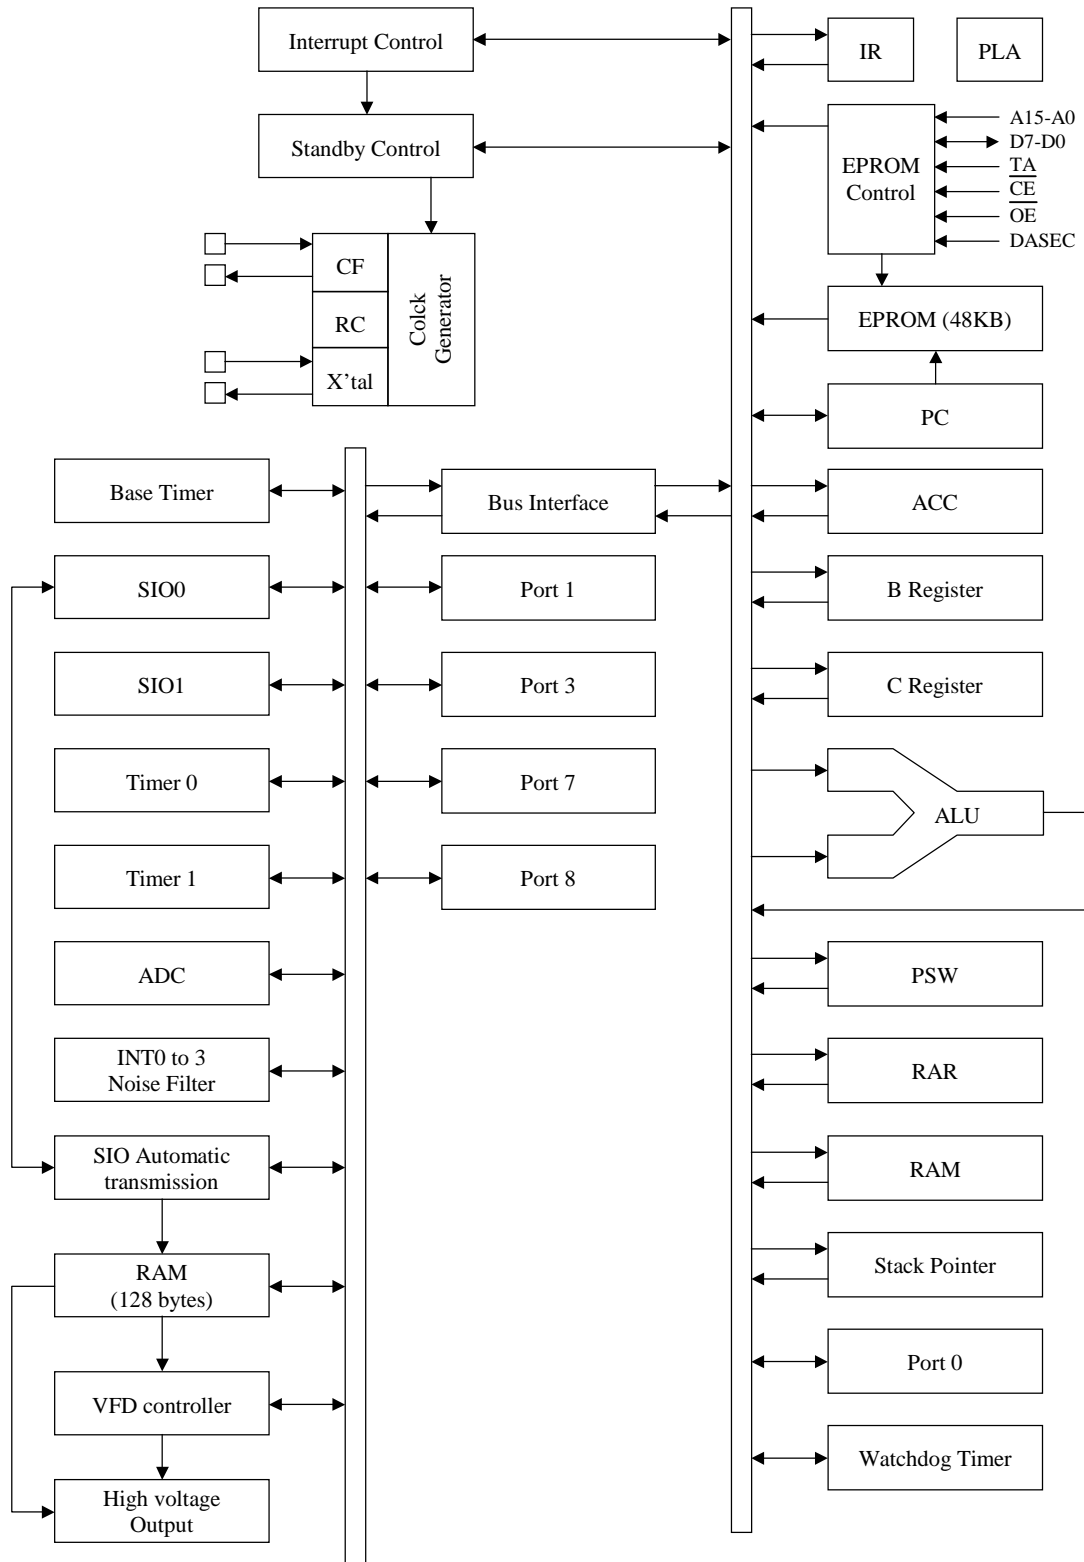 Interrupt Control
IR
PLA
Standby Control
EPROM
Control
A15-A0
D7-D0
TA
CE
OE
DASEC
CF
RC
X'tal
Colck
Generator
EPROM (48KB)
PC
Base Timer
Bus Interface
ACC
SIO0
Port 1
B Register
SIO1
Port 3
C Register
Timer 0
Port 7
ALU
Timer 1
Port 8
ADC
PSW
INT0 to 3
Noise Filter
RAR
SIO Automatic
transmission
RAM
RAM
(128 bytes)
Stack Pointer
VFD controller
Port 0
High voltage
Output
Watchdog Timer